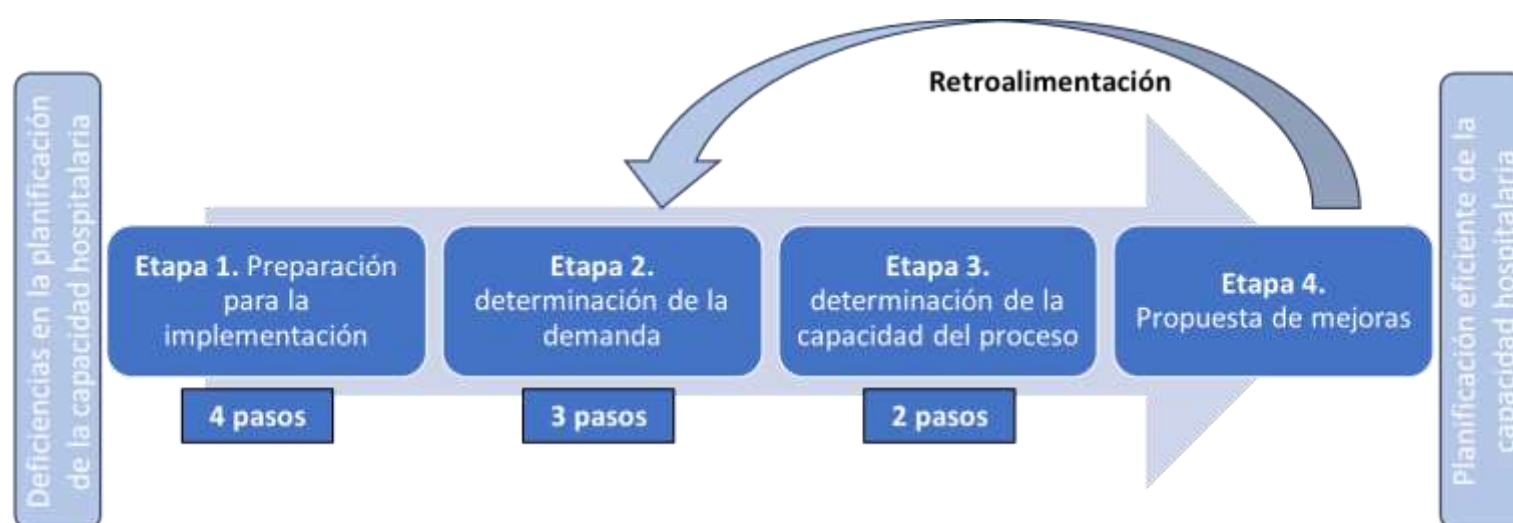 Retroalimentación
Deficiencias en la planificación
de la capacidad hospitalaria
Etapa 1. Preparación
para la
implementación
4 pasos
Etapa 2.
determinación de la
demanda
3 pasos
Etapa 3.
determinación de la
capacidad del proceso
2 pasos
Etapa 4.
Propuesta de mejoras
Planificación eficiente de la
capacidad hospitalaria